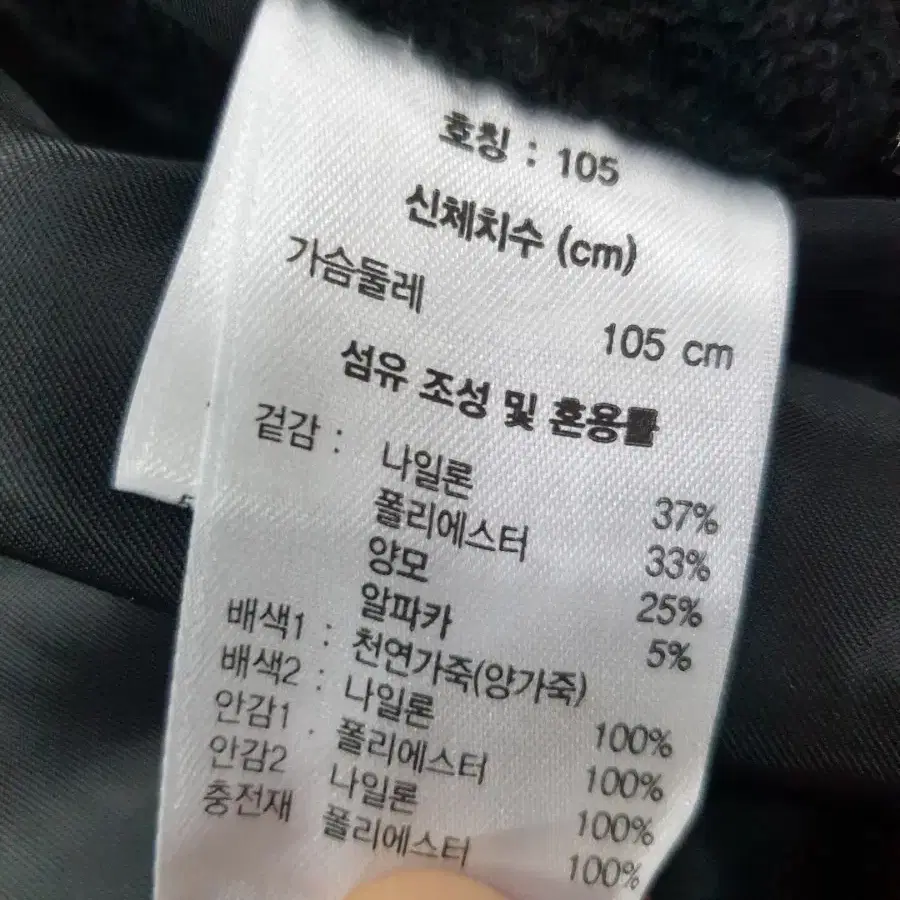 호칭 : 105
신체치수 (cm)
가슴둘레 105 cm
섬유 조성 및 혼용률
겉감 : 나일론 37%
폴리에스터 33%
양모 25%
알파카 5%
배색1 : 천연가죽(양가죽)
배색2 : 나일론 100%
안감1 : 폴리에스터 100%
안감2 나일론 100%
충전재 폴리에스터 100%